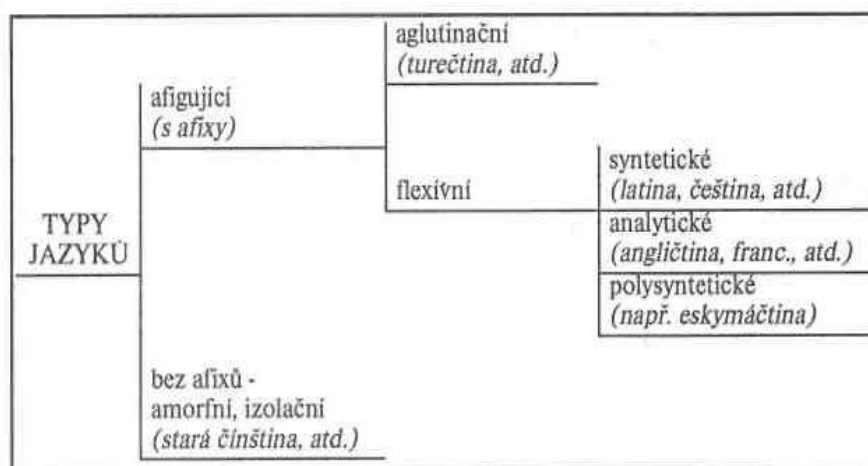 TYPY
JAZYKŮ
afigující
(s afixy)
aglutinační
(turečtina, atd.)
flexívní
syntetické
(latina, čeština, atd.)
analytické
(angličtina, franc., atd.)
polysyntetické
(např. eskymáčtina)
bez afixů -
amorfní, izolační
(stará čínština, atd.)